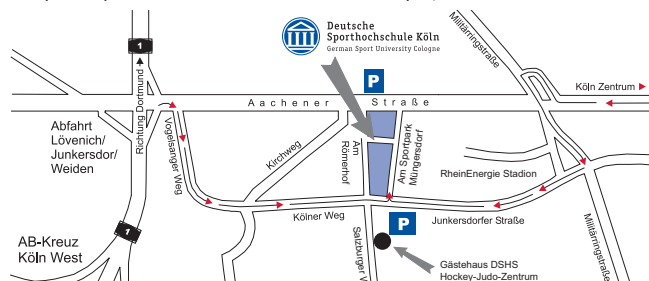 Deutsche
Sporthochschule Köln
German Sport University Cologne
Militärringstraße
1
Richtung Dortmund
P
Köln Zentrum
Aachener Straße
Abfahrt
Lövenich/
Junkersdor/
Weiden
Vogelsanger Weg
Kirchweg
Am
Römerhof
Am Sportpark
Müngersdorf
RheinEnergie Stadion
Kölner Weg
Junkersdorfer Straße
Militärringstraße
P
1
AB-Kreuz
Köln West
Salzburger W
Gästehaus DSHS
Hockey-Judo-Zentrum